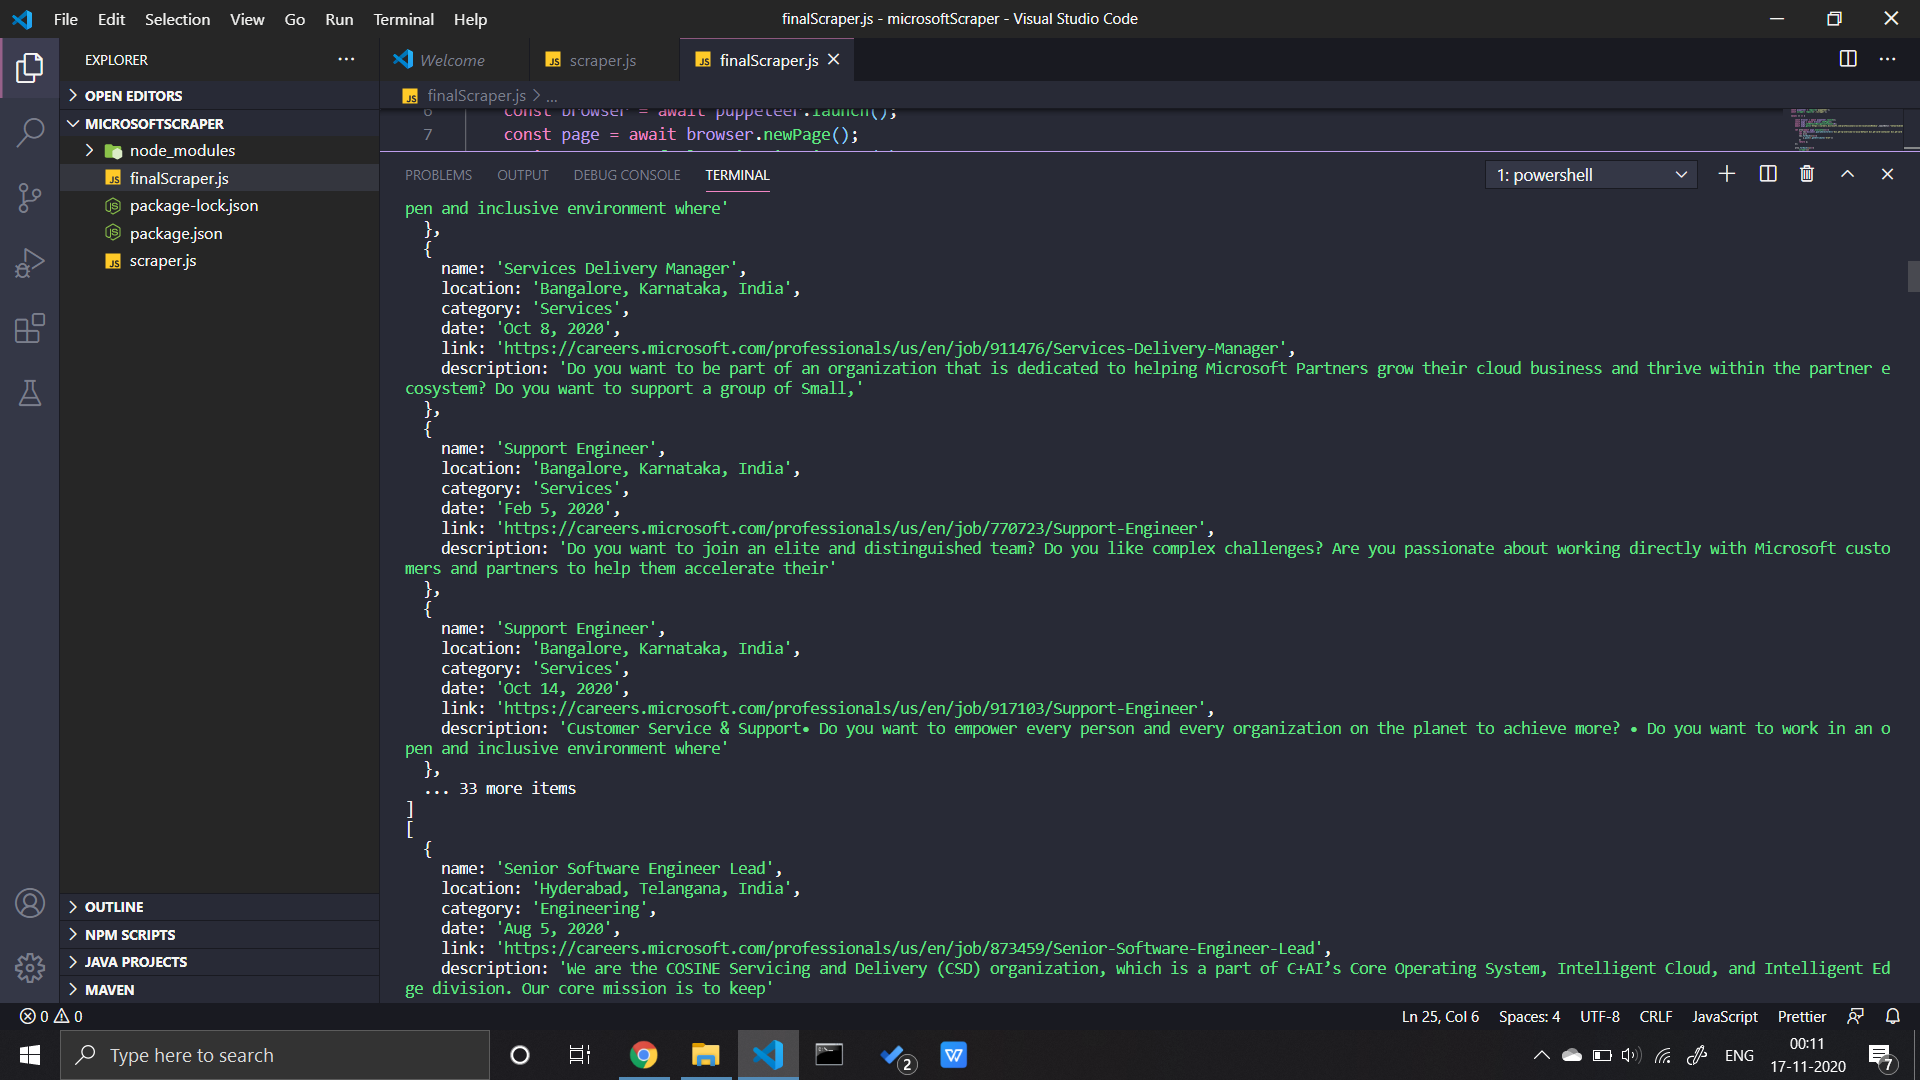 File Edit Selection View Go Run Terminal Help
finalScraper.js - microsoftScraper - Visual Studio Code
EXPLORER
OPEN EDITORS
MICROSOFTSCRAPER
node_modules
finalScraper.js
package-lock.json
package.json
scraper.js
OUTLINE
NPM SCRIPTS
JAVA PROJECTS
MAVEN
Welcome
scraper.js
finalScraper.js
finalScraper.js > ...
6 const browser = await puppeteer.launch();
7 const page = await browser.newPage();
PROBLEMS OUTPUT DEBUG CONSOLE TERMINAL
1: powershell
pen and inclusive environment where'
},
{
name: 'Services Delivery Manager',
location: 'Bangalore, Karnataka, India',
category: 'Services',
date: 'Oct 8, 2020',
link: 'https://careers.microsoft.com/professionals/us/en/job/911476/Services-Delivery-Manager',
description: 'Do you want to be part of an organization that is dedicated to helping Microsoft Partners grow their cloud business and thrive within the partner e
cosystem? Do you want to support a group of Small,'
},
{
name: 'Support Engineer',
location: 'Bangalore, Karnataka, India',
category: 'Services',
date: 'Feb 5, 2020',
link: 'https://careers.microsoft.com/professionals/us/en/job/770723/Support-Engineer',
description: 'Do you want to join an elite and distinguished team? Do you like complex challenges? Are you passionate about working directly with Microsoft custo
mers and partners to help them accelerate their'
},
{
name: 'Support Engineer',
location: 'Bangalore, Karnataka, India',
category: 'Services',
date: 'Oct 14, 2020',
link: 'https://careers.microsoft.com/professionals/us/en/job/917103/Support-Engineer',
description: 'Customer Service & Support• Do you want to empower every person and every organization on the planet to achieve more? • Do you want to work in an o
pen and inclusive environment where'
},
... 33 more items
]
[
{
name: 'Senior Software Engineer Lead',
location: 'Hyderabad, Telangana, India',
category: 'Engineering',
date: 'Aug 5, 2020',
link: 'https://careers.microsoft.com/professionals/us/en/job/873459/Senior-Software-Engineer-Lead',
description: 'We are the COSINE Servicing and Delivery (CSD) organization, which is a part of C+AI’s Core Operating System, Intelligent Cloud, and Intelligent Ed
ge division. Our core mission is to keep'
0 0
Ln 25, Col 6 Spaces: 4 UTF-8 CRLF JavaScript Prettier
Type here to search
2
ENG
00:11
17-11-2020
7